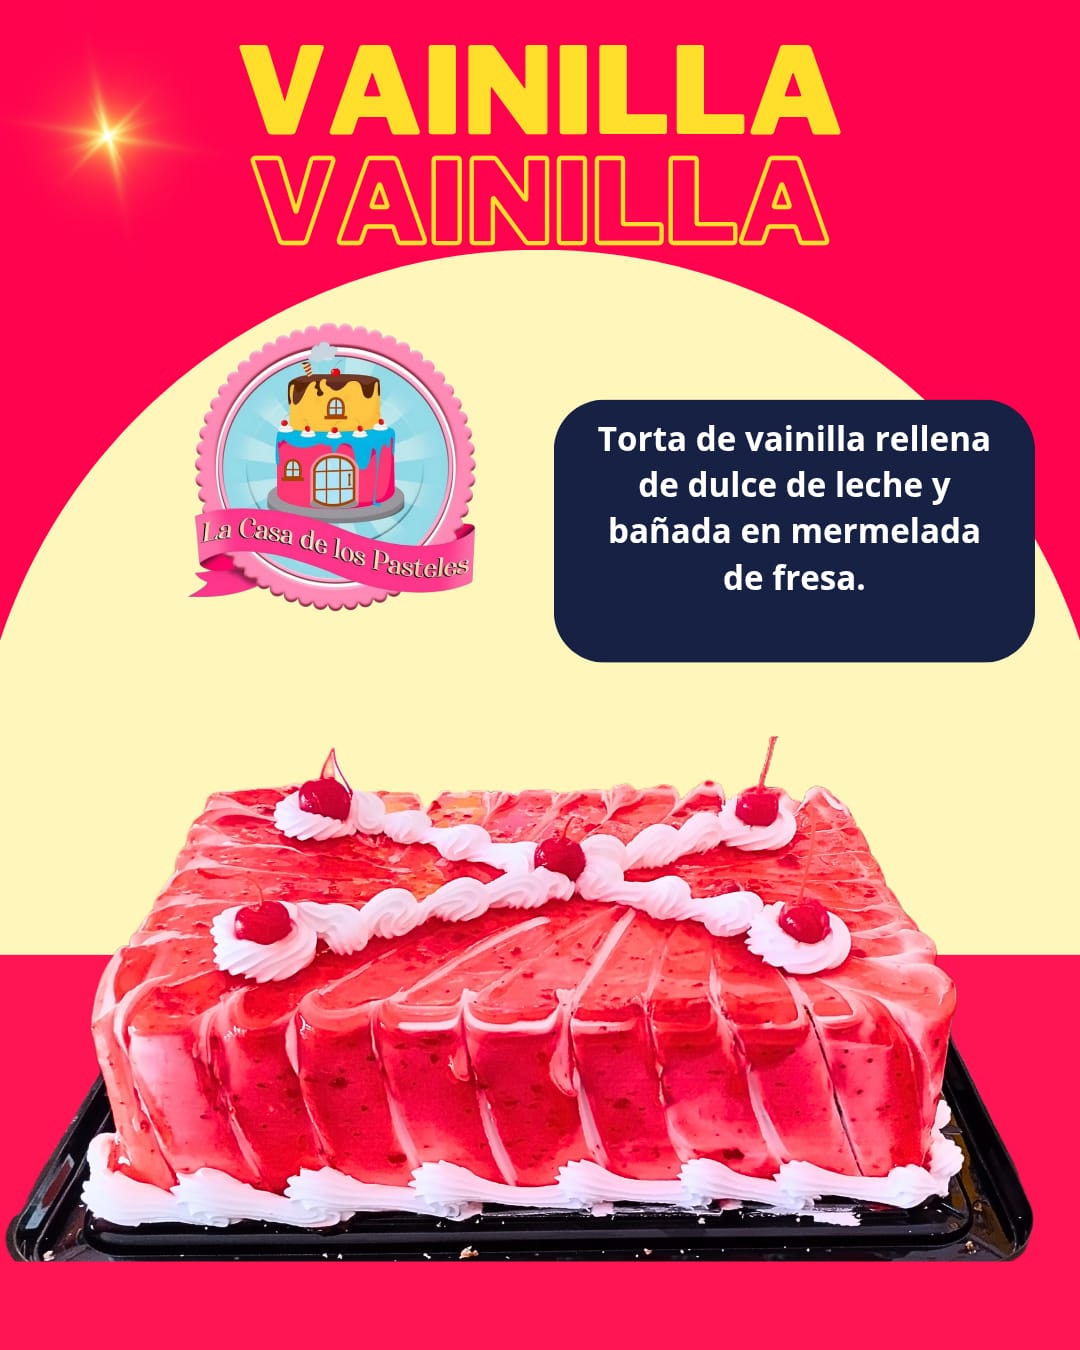 VAINILLA
VAINILLA
La Casa de los Pasteles
Torta de vainilla rellena
de dulce de leche y
bañada en mermelada
de fresa.